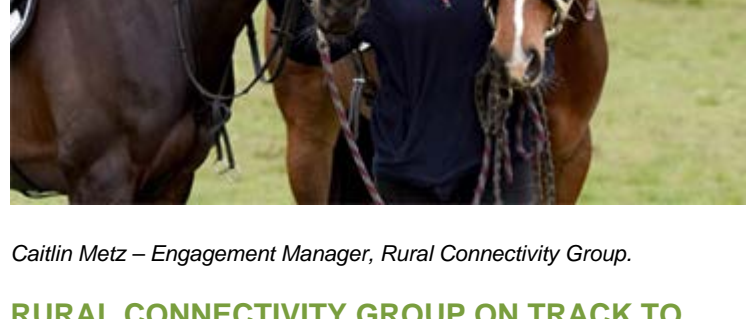 Caitlin Metz – Engagement Manager, Rural Connectivity Group.
RURAL CONNECTIVITY GROUP ON TRACK TO